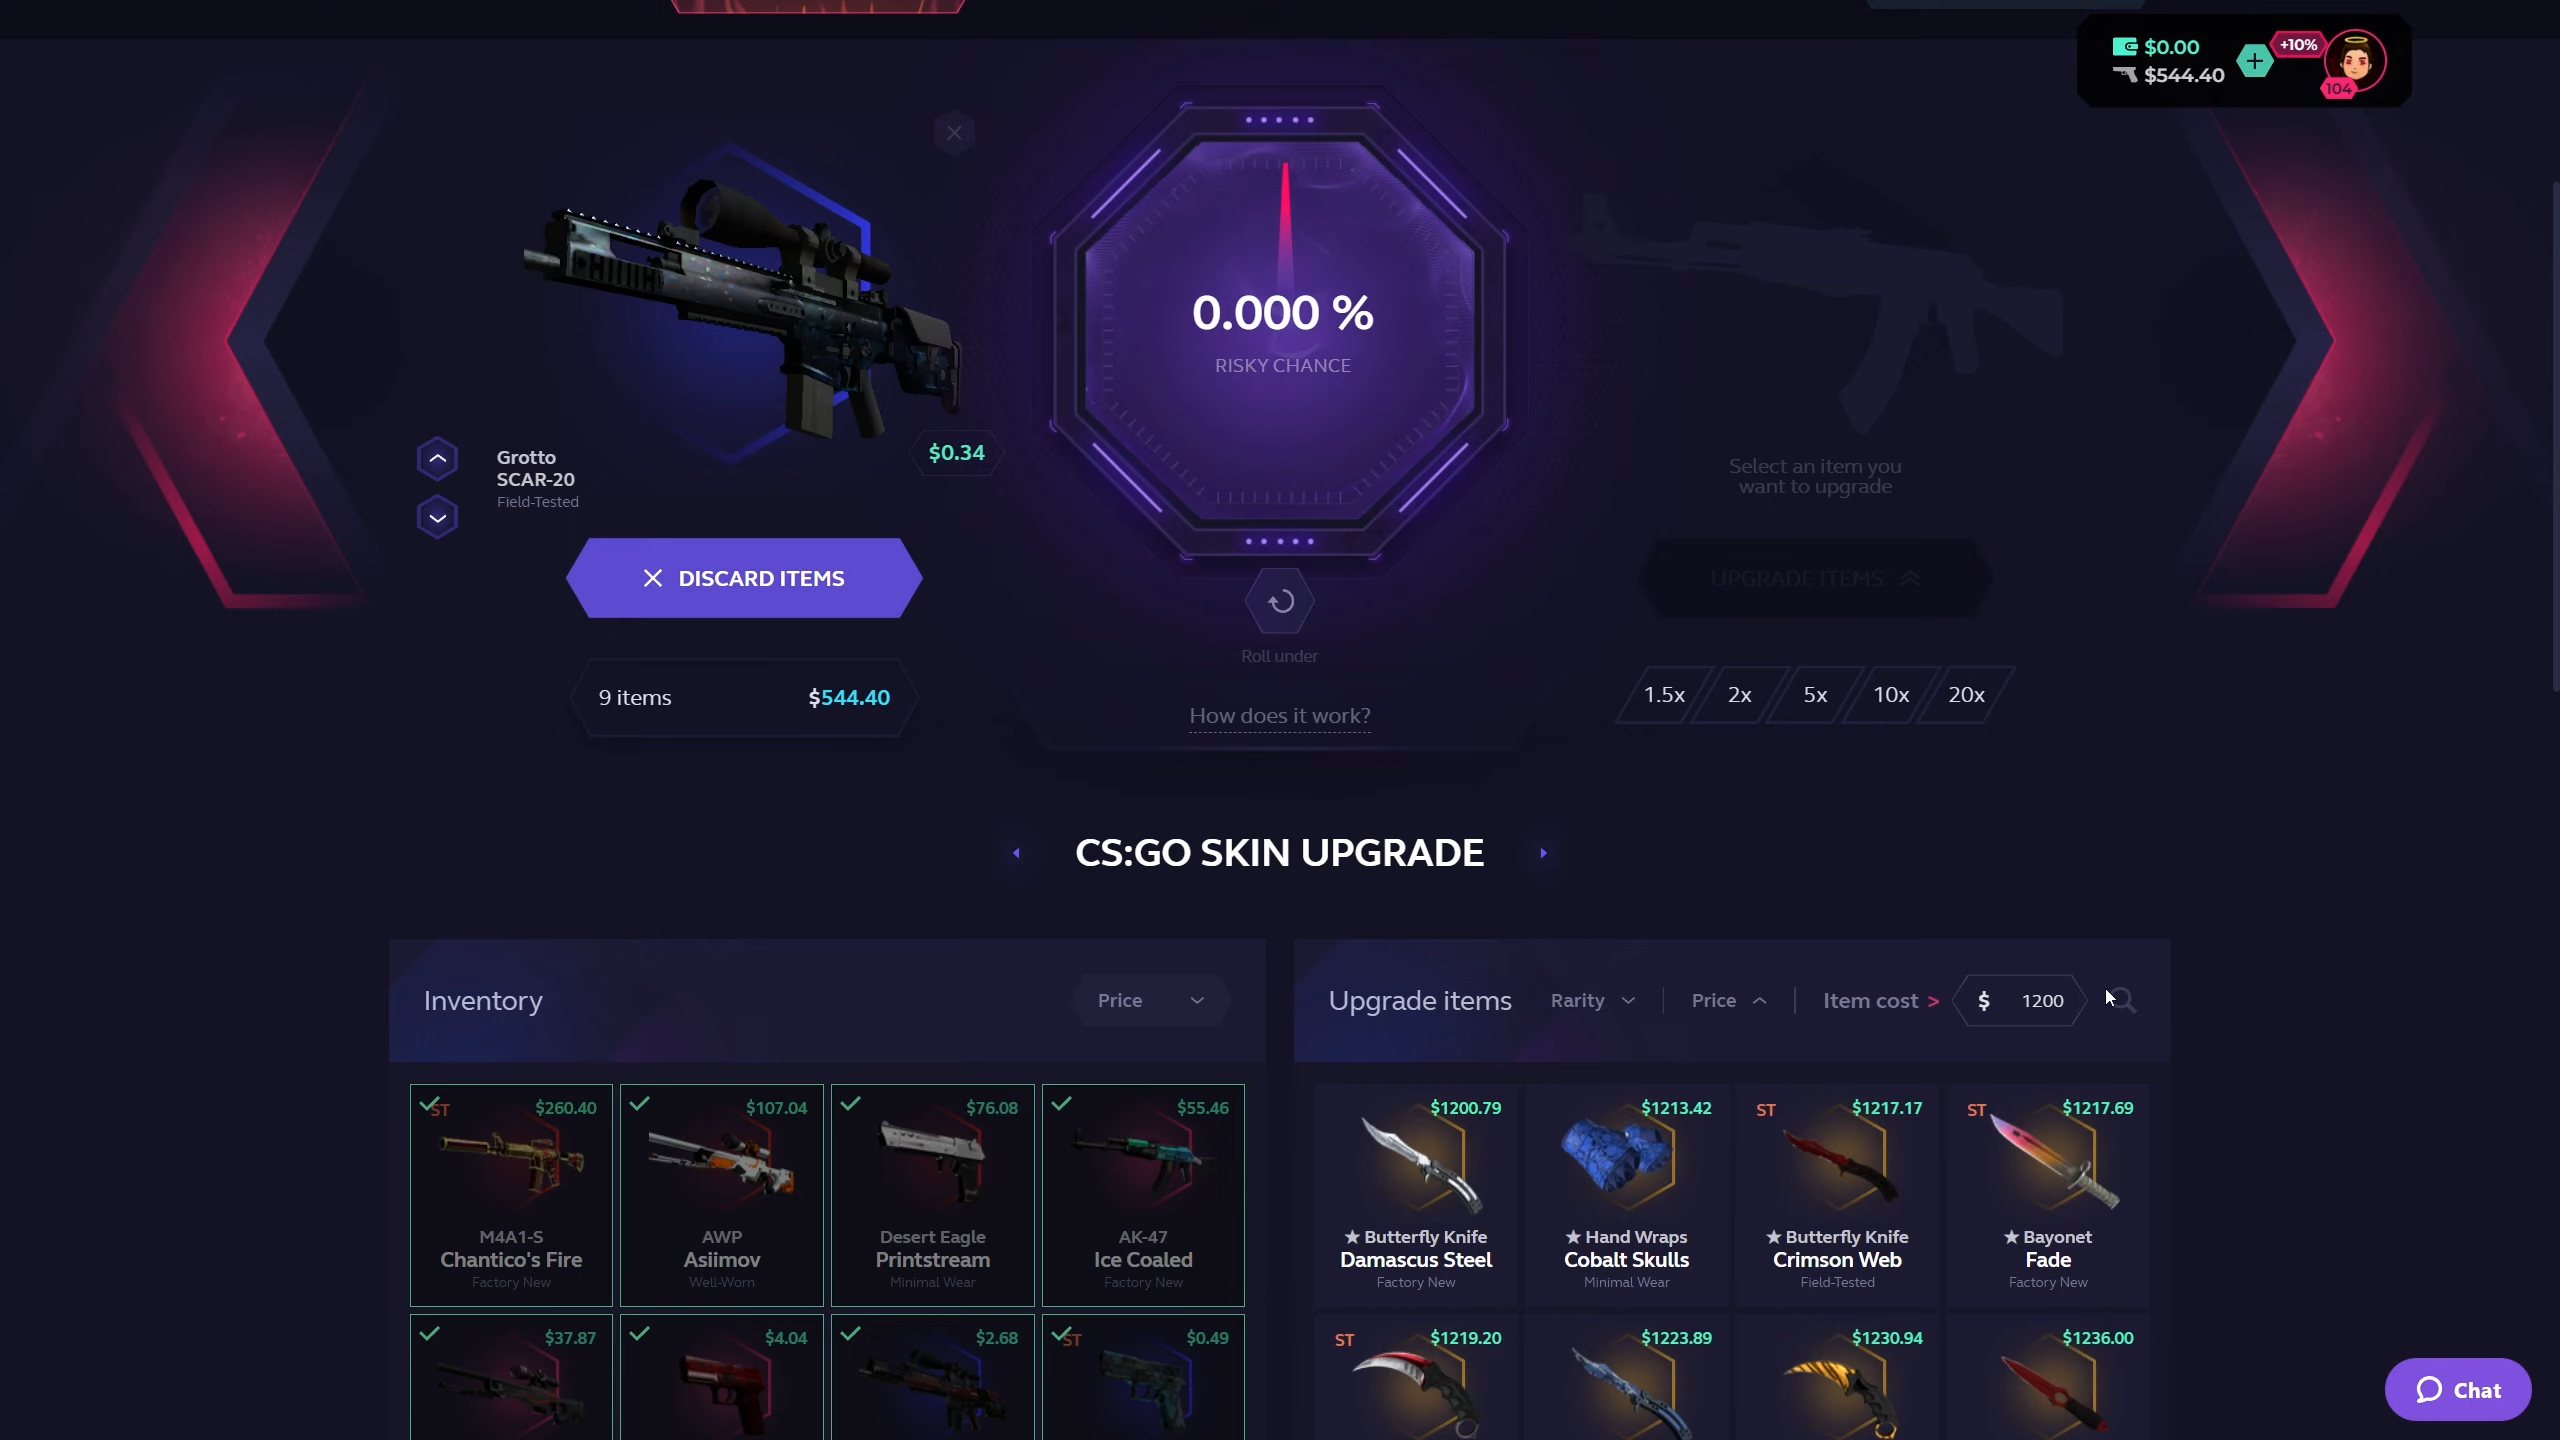 $0.00
+10%
$544.40
104
0.000 %
RISKY CHANCE
$0.34
Grotto
SCAR-20
Field-Tested
Select an item you
want to upgrade
DISCARD ITEMS
UPGRADE ITEMS
Roll under
9 items
$544.40
1.5x
2x
5x
10x
20x
How does it work?
CS:GO SKIN UPGRADE
Inventory
Price
Upgrade items
Rarity
Price
Item cost >
$ 1200
ST
$260.40
M4A1-S
Chantico's Fire
Factory New
$107.04
AWP
Asiimov
Well-Worn
$76.08
Desert Eagle
Printstream
Minimal Wear
$55.46
AK-47
Ice Coaled
Factory New
$1200.79
★ Butterfly Knife
Damascus Steel
Factory New
$1213.42
★ Hand Wraps
Cobalt Skulls
Minimal Wear
ST
$1217.17
★ Butterfly Knife
Crimson Web
Field-Tested
ST
$1217.69
★ Bayonet
Fade
Factory New
$37.87
$4.04
$2.68
ST
$0.49
ST
$1219.20
$1223.89
$1230.94
$1236.00
Chat